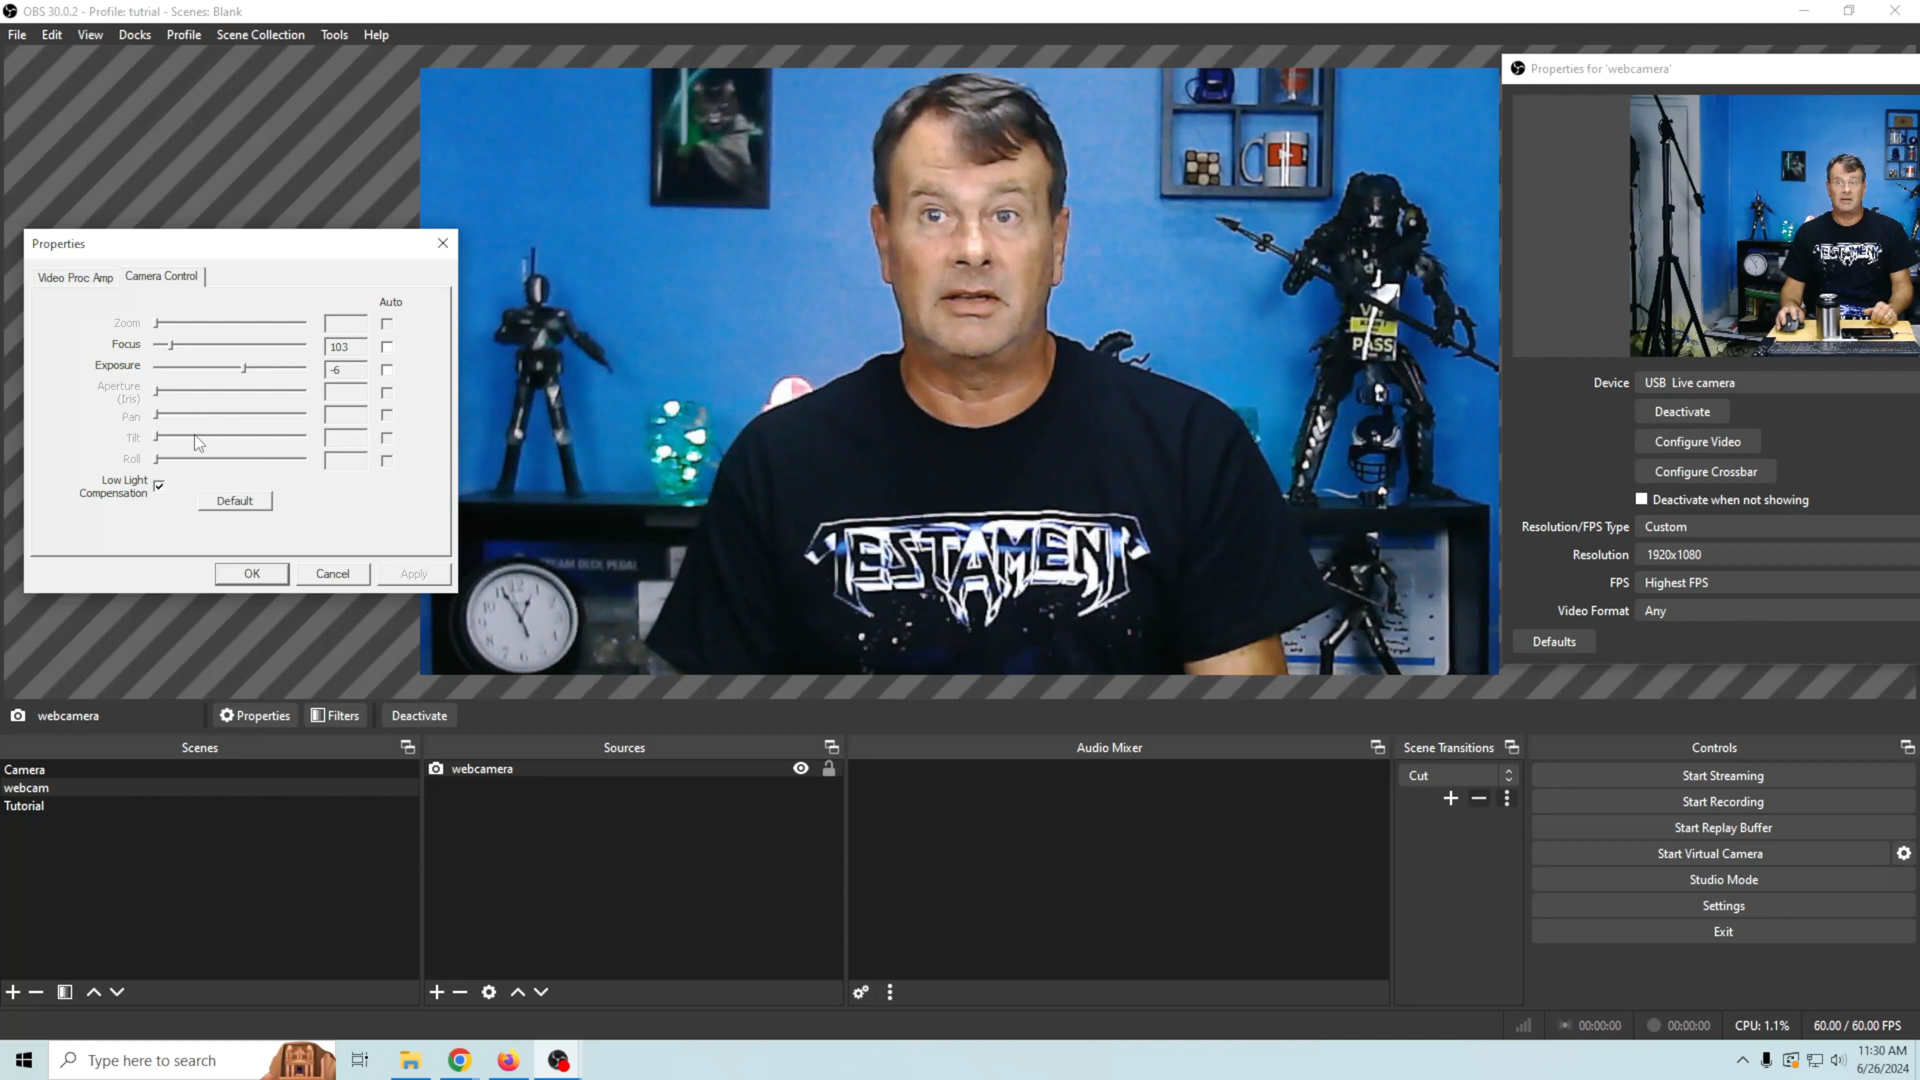 OBS 30.0.2 - Profile: tutrial - Scenes: Blank
File Edit View Docks Profile Scene Collection Tools Help
Properties for 'webcamera'
Properties
Video Proc Amp Camera Control
Auto
Zoom
Focus 103
Exposure -6
Aperture
(Iris)
Pan
Tilt
Roll
Low Light
Compensation
Default
OK Cancel Apply
PASS
TESTAMENT
STREAM DECK PEDAL
Device USB Live camera
Deactivate
Configure Video
Configure Crossbar
Deactivate when not showing
Resolution/FPS Type Custom
Resolution 1920x1080
FPS Highest FPS
Video Format Any
Defaults
webcamera Properties Filters Deactivate
Scenes Sources Audio Mixer Scene Transitions Controls
Camera
webcam
Tutorial
webcamera
Cut
Start Streaming
Start Recording
Start Replay Buffer
Start Virtual Camera
Studio Mode
Settings
Exit
00:00:00 00:00:00 CPU: 1.1% 60.00 / 60.00 FPS
Type here to search
11:30 AM
6/26/2024